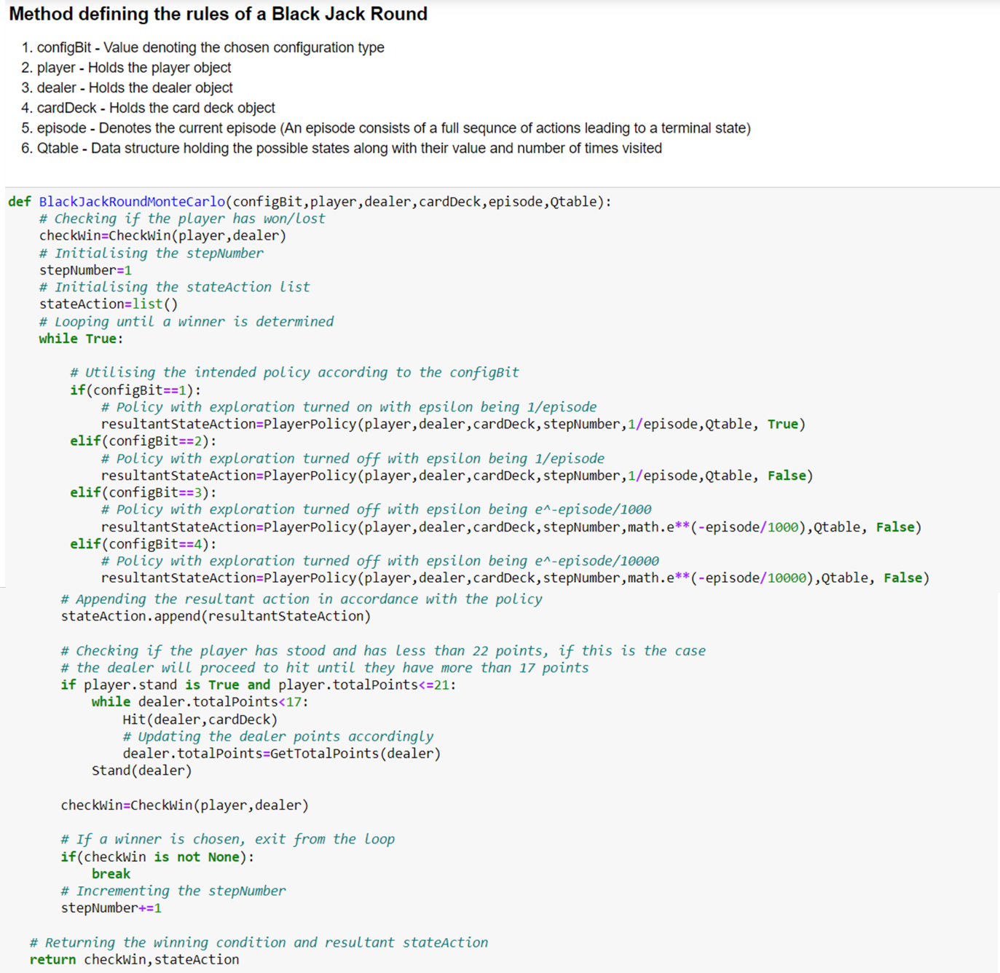 Method defining the rules of a Black Jack Round
1. configBit - Value denoting the chosen configuration type
2. player - Holds the player object
3. dealer - Holds the dealer object
4. cardDeck - Holds the card deck object
5. episode - Denotes the current episode (An episode consists of a full sequnce of actions leading to a terminal state)
6. Qtable - Data structure holding the possible states along with their value and number of times visited
def BlackJackRoundMonteCarlo(configBit,player,dealer,cardDeck,episode,Qtable):
    # Checking if the player has won/lost
    checkWin=CheckWin(player,dealer)
    # Initialising the stepNumber
    stepNumber=1
    # Initialising the stateAction list
    stateAction=list()
    # Looping until a winner is determined
    while True:
        # Utilising the intended policy according to the configBit
        if(configBit==1):
            # Policy with exploration turned on with epsilon being 1/episode
            resultantStateAction=PlayerPolicy(player,dealer,cardDeck,stepNumber,1/episode,Qtable, True)
        elif(configBit==2):
            # Policy with exploration turned off with epsilon being 1/episode
            resultantStateAction=PlayerPolicy(player,dealer,cardDeck,stepNumber,1/episode,Qtable, False)
        elif(configBit==3):
            # Policy with exploration turned off with epsilon being e^-episode/1000
            resultantStateAction=PlayerPolicy(player,dealer,cardDeck,stepNumber,math.e**(-episode/1000),Qtable, False)
        elif(configBit==4):
            # Policy with exploration turned off with epsilon being e^-episode/10000
            resultantStateAction=PlayerPolicy(player,dealer,cardDeck,stepNumber,math.e**(-episode/10000),Qtable, False)
        # Appending the resultant action in accordance with the policy
        stateAction.append(resultantStateAction)
        # Checking if the player has stood and has less than 22 points, if this is the case
        # the dealer will proceed to hit until they have more than 17 points
        if player.stand is True and player.totalPoints<=21:
            while dealer.totalPoints<17:
                Hit(dealer,cardDeck)
                # Updating the dealer points accordingly
                dealer.totalPoints=GetTotalPoints(dealer)
            Stand(dealer)
        checkWin=CheckWin(player,dealer)
        # If a winner is chosen, exit from the loop
        if(checkWin is not None):
            break
        # Incrementing the stepNumber
        stepNumber+=1
    # Returning the winning condition and resultant stateAction
    return checkWin,stateAction